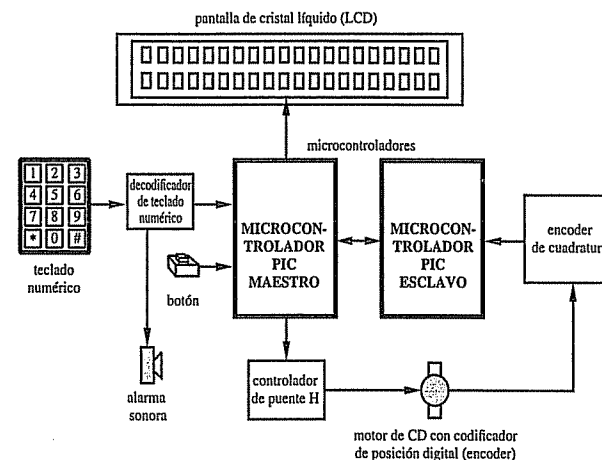 pantalla de cristal líquido (LCD)
microcontroladores
1 2 3
4 5 6
7 8 9
* 0 #
teclado
numérico
decodificador
de teclado
numérico
botón
alarma
sonora
MICROCON-
TROLADOR
PIC
MAESTRO
MICROCON-
TROLADOR
PIC
ESCLAVO
encoder
de cuadratur
controlador
de puente H
motor de CD con codificador
de posición digital (encoder)